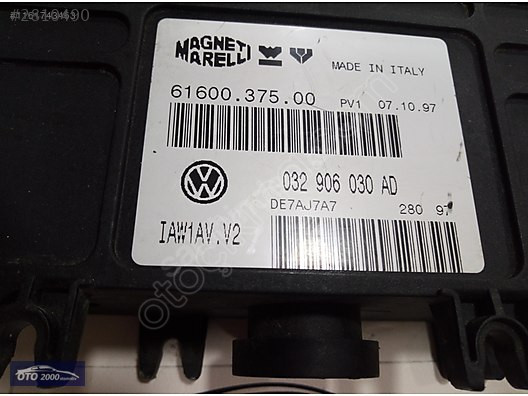 MAGNETI
MARELLI
MADE IN ITALY
61600.375.00 PV1 07.10.97
032 906 030 AD
DE7AJ7A7 280 97
IAW1AV.V2
OTO 2000